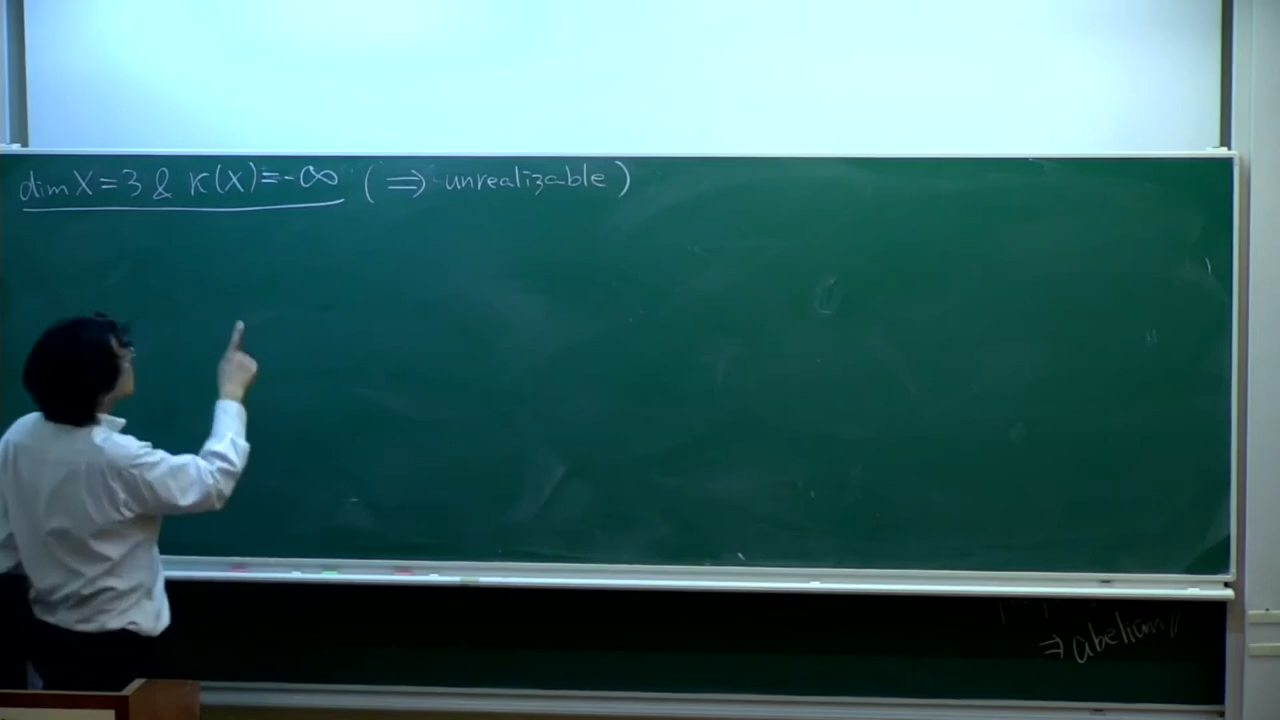 dim X = 3 & κ(X) = -∞ (⇒ unrealizable)
⇒ abelian //